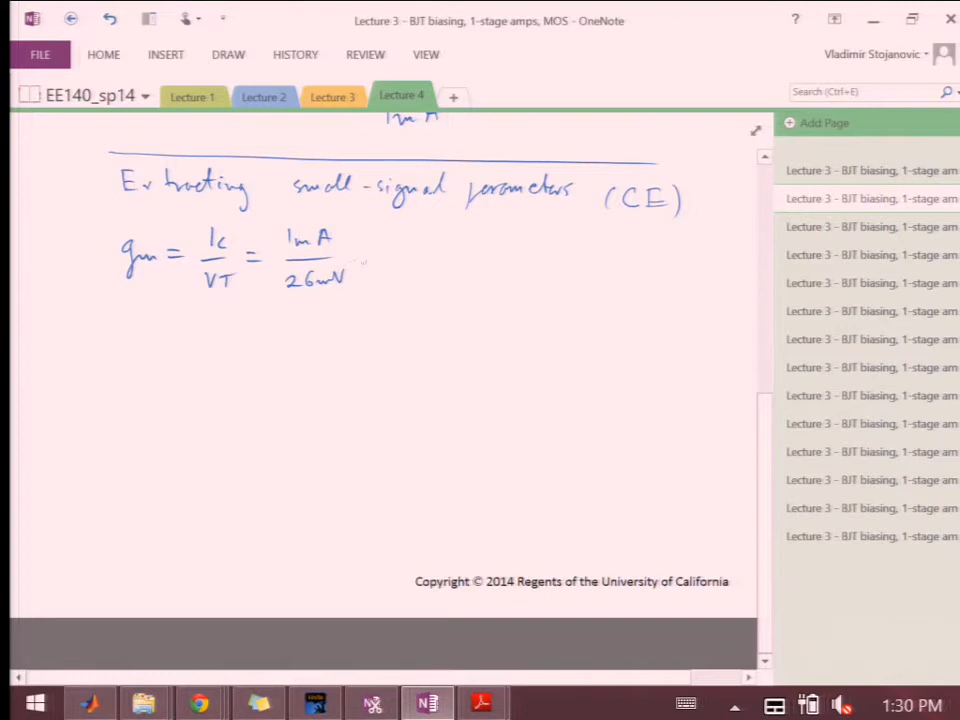 Lecture 3 - BJT biasing, 1-stage amps, MOS - OneNote
?
FILE HOME INSERT DRAW HISTORY REVIEW VIEW
Vladimir Stojanovic
EE140_sp14 Lecture 1 Lecture 2 Lecture 3 Lecture 4 +
Search (Ctrl+E)
Add Page
1mA
Extracting small-signal parameters (CE)
gm = IC / VT = 1mA / 26mV
Lecture 3 - BJT biasing, 1-stage am
Lecture 3 - BJT biasing, 1-stage am
Lecture 3 - BJT biasing, 1-stage am
Lecture 3 - BJT biasing, 1-stage am
Lecture 3 - BJT biasing, 1-stage am
Lecture 3 - BJT biasing, 1-stage am
Lecture 3 - BJT biasing, 1-stage am
Lecture 3 - BJT biasing, 1-stage am
Lecture 3 - BJT biasing, 1-stage am
Lecture 3 - BJT biasing, 1-stage am
Lecture 3 - BJT biasing, 1-stage am
Lecture 3 - BJT biasing, 1-stage am
Lecture 3 - BJT biasing, 1-stage am
Lecture 3 - BJT biasing, 1-stage am
Copyright © 2014 Regents of the University of California
1:30 PM